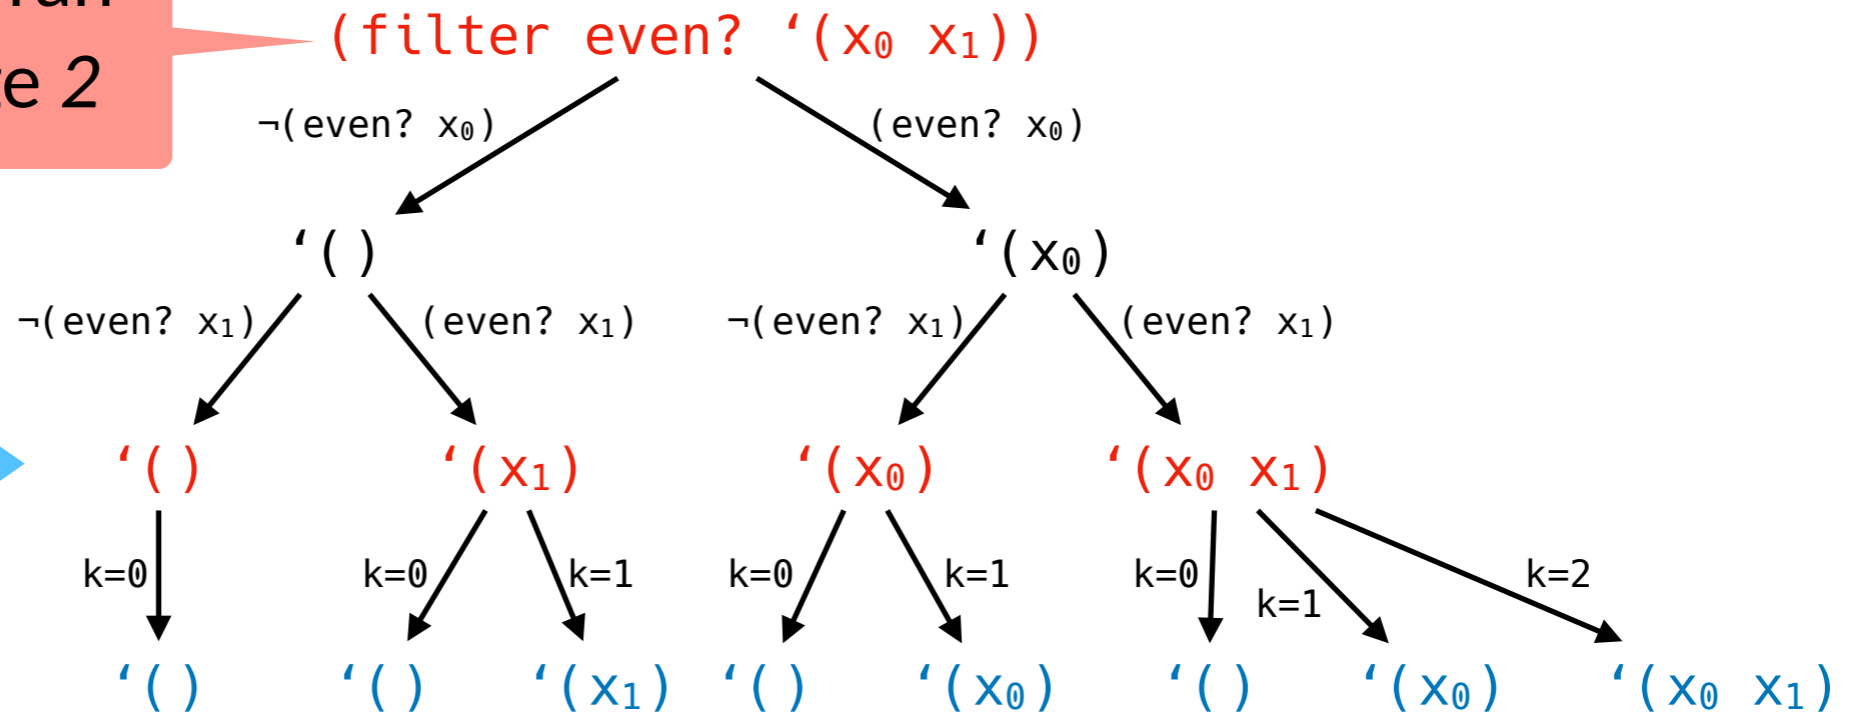 (filter even? ‘(x₀ x₁))
2
¬(even? x₀) (even? x₀)
‘() ‘(x₀)
¬(even? x₁) (even? x₁) ¬(even? x₁) (even? x₁)
‘() ‘(x₁) ‘(x₀) ‘(x₀ x₁)
k=0 k=0 k=1 k=0 k=1 k=0 k=1 k=2
‘() ‘() ‘(x₁) ‘() ‘(x₀) ‘() ‘(x₀) ‘(x₀ x₁)